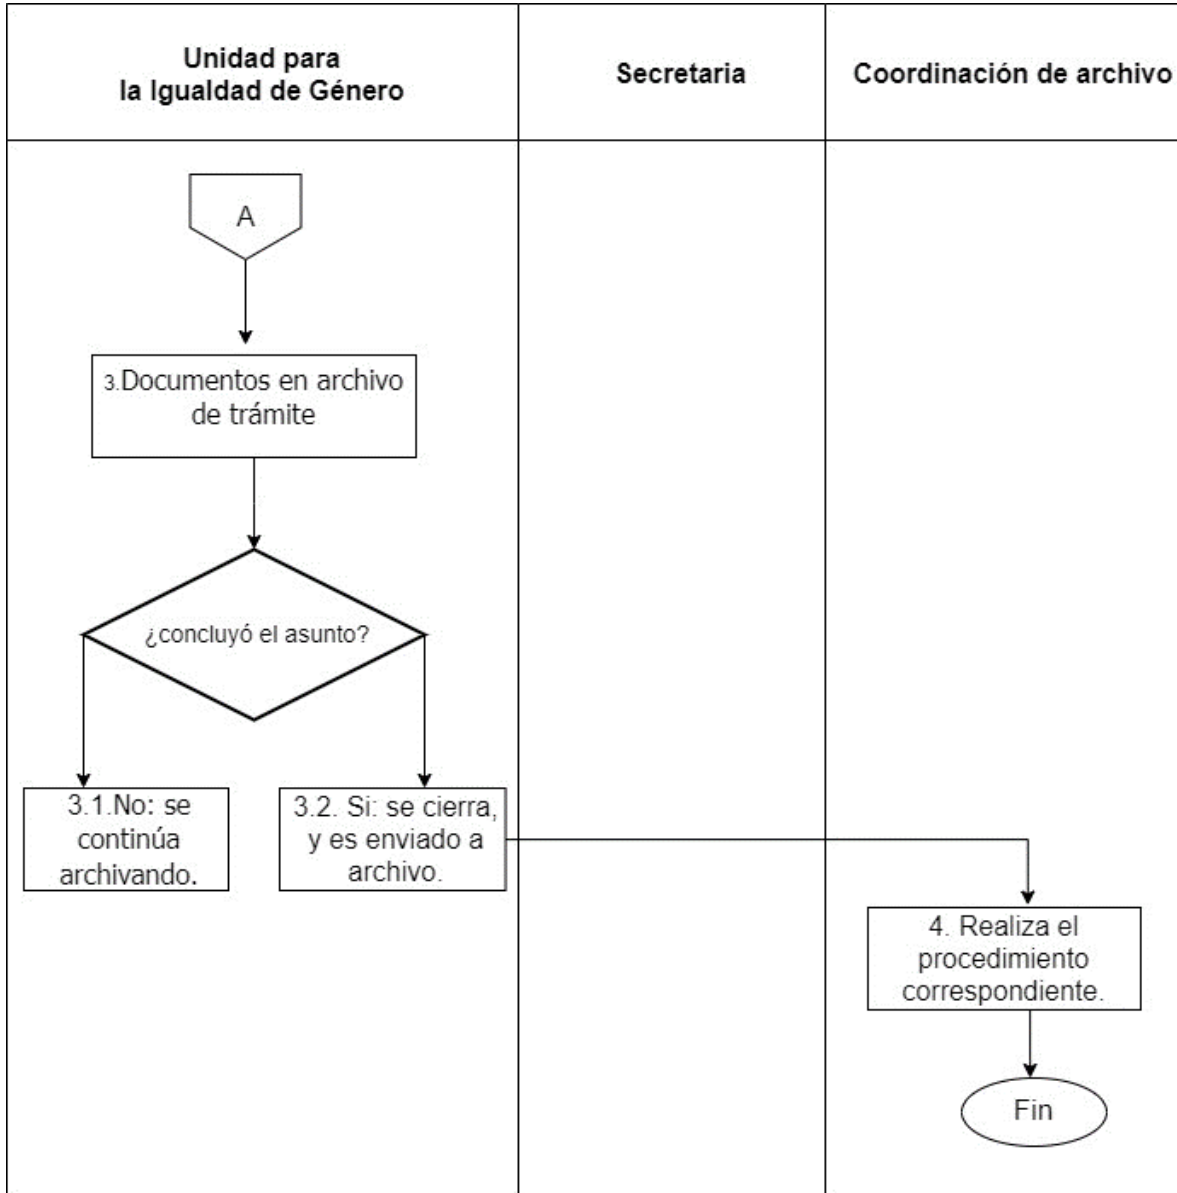 Unidad para
la Igualdad de Género
Secretaria
Coordinación de archivo
A
3.Documentos en archivo
de trámite
¿concluyó el asunto?
3.1.No: se
continúa
archivando.
3.2. Si: se cierra,
y es enviado a
archivo.
4. Realiza el
procedimiento
correspondiente.
Fin